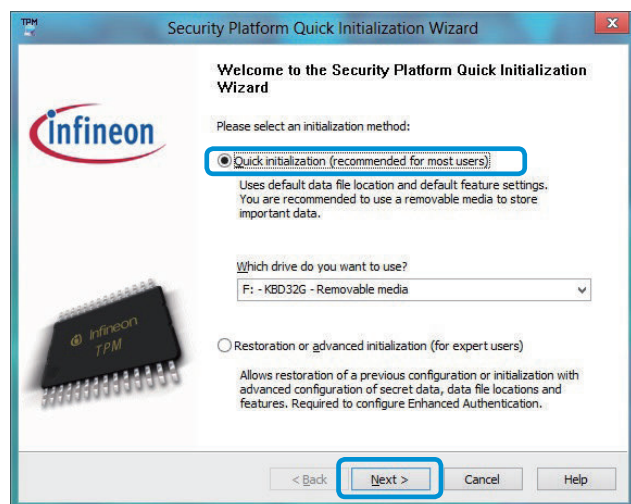 TPM
Security Platform Quick Initialization Wizard
x
Welcome to the Security Platform Quick Initialization
Wizard
infineon
Please select an initialization method:
Quick initialization (recommended for most users)
Uses default data file location and default feature settings.
You are recommended to use a removable media to store
important data.
Which drive do you want to use?
F: - KBD32G - Removable media
infineon
TPM
Restoration or advanced initialization (for expert users)
Allows restoration of a previous configuration or initialization with
advanced configuration of secret data, data file locations and
features. Required to configure Enhanced Authentication.
< Back
Next >
Cancel
Help